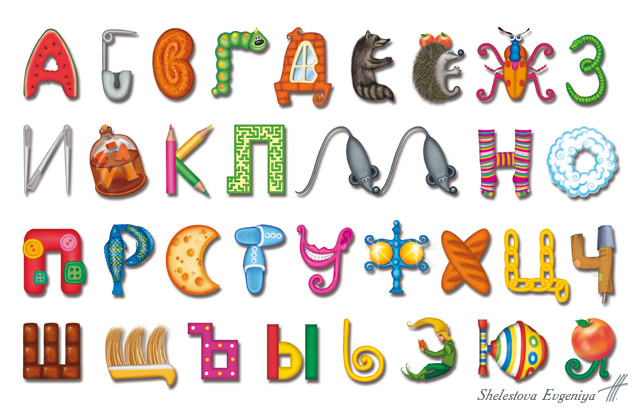 А Б В Г Д Е Ё Ж З
И Й К Л М Н О
П Р С Т У Ф Х Ц Ч
Ш Щ Ъ Ы Ь Э Ю Я
Shelestova Evgeniya